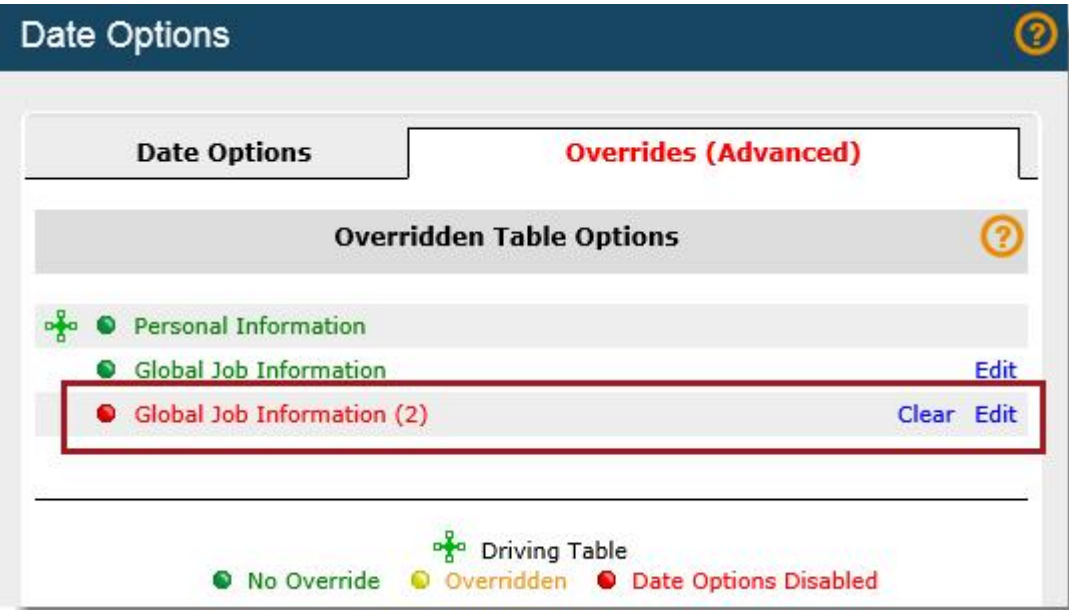 Date Options
?
Date Options Overrides (Advanced)
Overridden Table Options ?
Personal Information
Global Job Information Edit
Global Job Information (2) Clear Edit
Driving Table
No Override Overridden Date Options Disabled